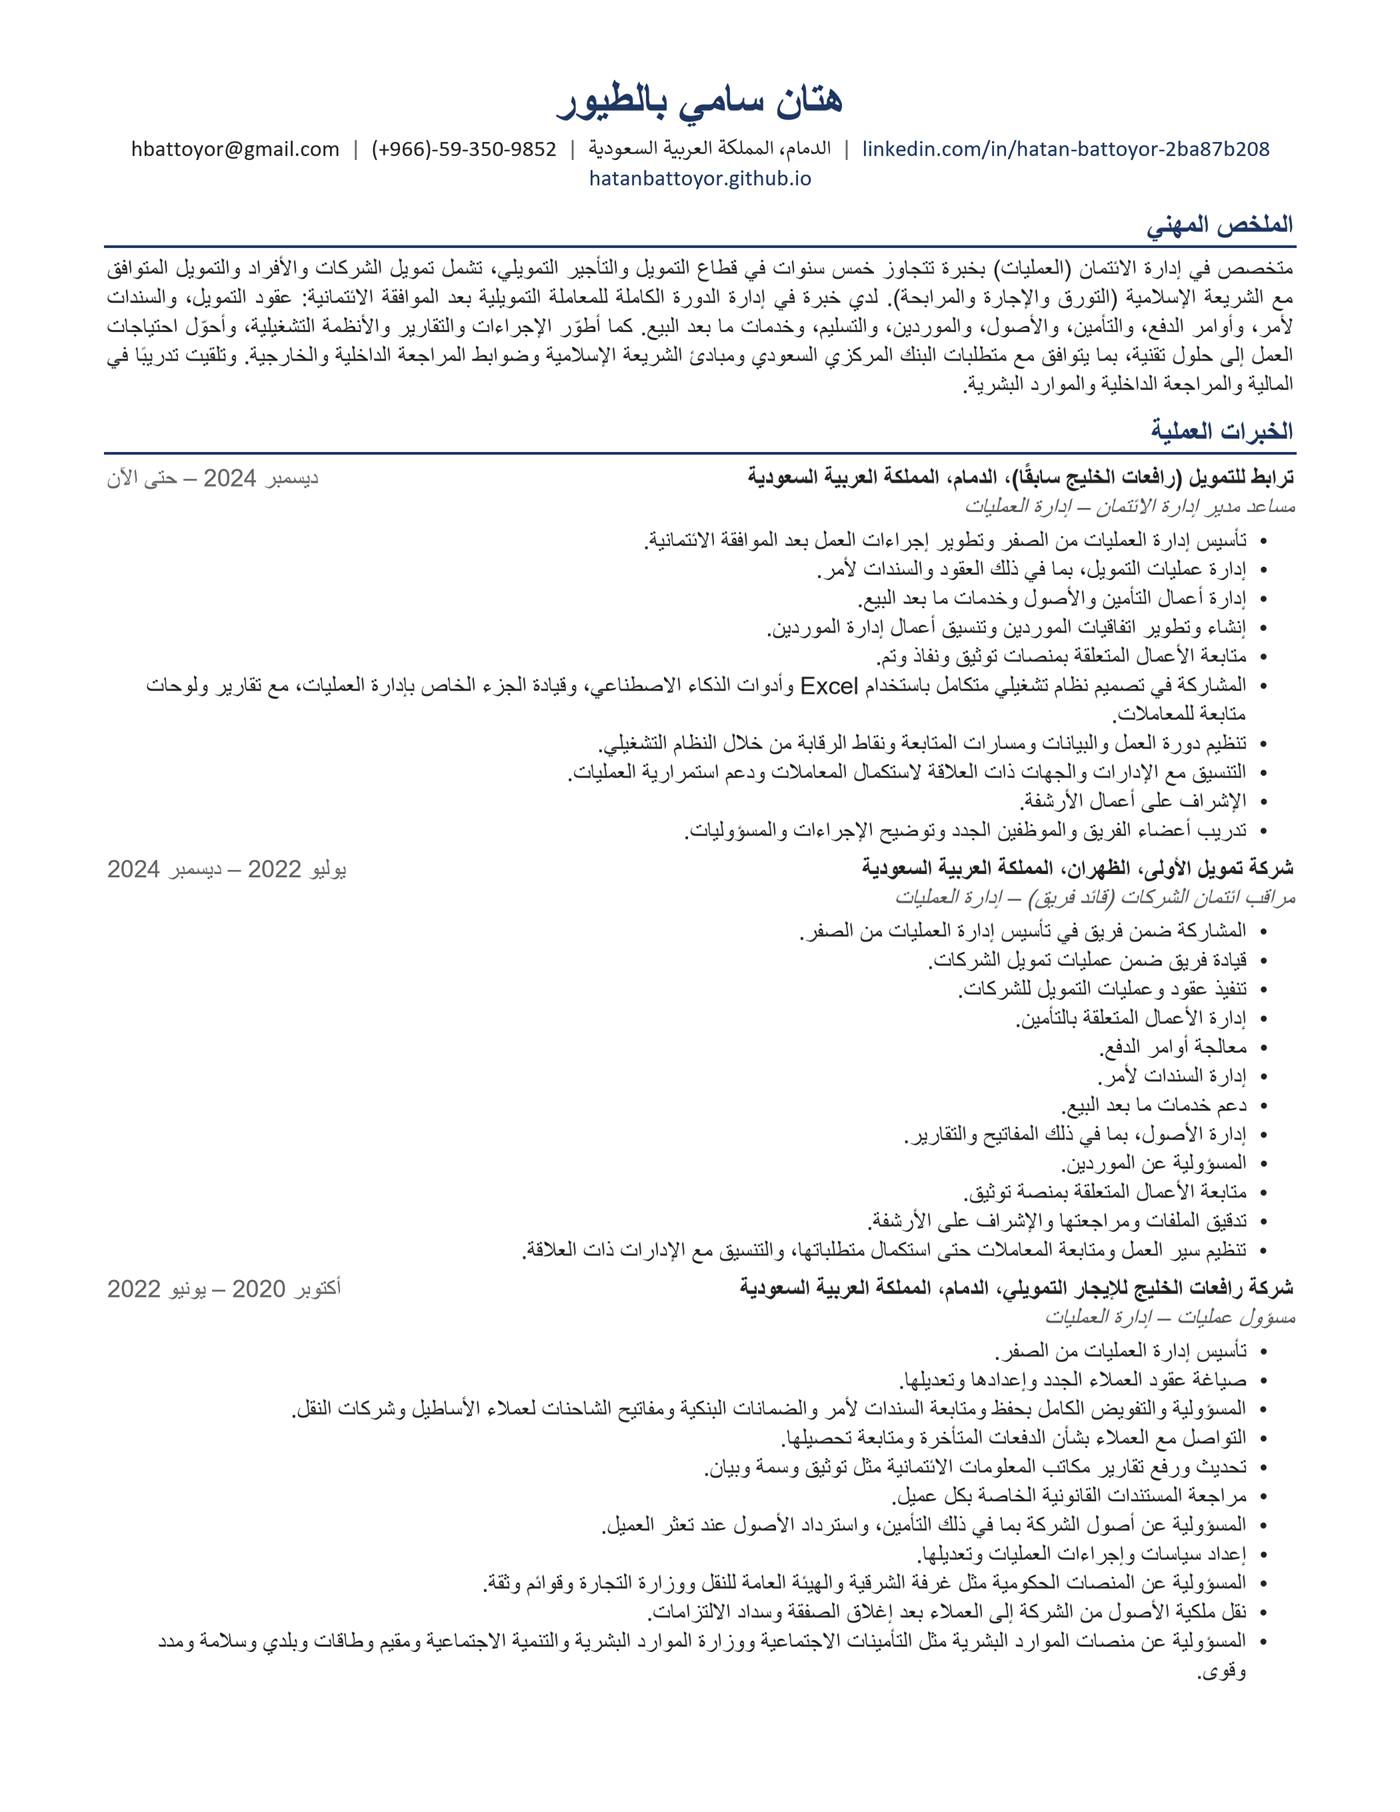 هتان سامي بالطيور
hbattoyor@gmail.com | (+966)-59-350-9852 | الدمام، المملكة العربية السعودية | linkedin.com/in/hatan-battoyor-2ba87b208
hatanbattoyor.github.io
الملخص المهني
متخصص في إدارة الائتمان (العمليات) بخبرة تتجاوز خمس سنوات في قطاع التمويل والتأجير التمويلي، تشمل تمويل الشركات والأفراد والتمويل المتوافق
مع الشريعة الإسلامية (التورق والإجارة والمرابحة). لدي خبرة في إدارة الدورة الكاملة للمعاملة التمويلية بعد الموافقة الائتمانية: عقود التمويل، والسندات
لأمر، وأوامر الدفع، والتأمين، والأصول، والموردين، والتسليم، وخدمات ما بعد البيع. كما أطوّر الإجراءات والتقارير والأنظمة التشغيلية، وأحوّل احتياجات
العمل إلى حلول تقنية، بما يتوافق مع متطلبات البنك المركزي السعودي ومبادئ الشريعة الإسلامية وضوابط المراجعة الداخلية والخارجية. وتلقيت تدريبًا في
المالية والمراجعة الداخلية والموارد البشرية.
الخبرات العملية
ترابط للتمويل (رافعات الخليج سابقًا)، الدمام، المملكة العربية السعودية ديسمبر 2024 – حتى الآن
مساعد مدير إدارة الائتمان – إدارة العمليات
• تأسيس إدارة العمليات من الصفر وتطوير إجراءات العمل بعد الموافقة الائتمانية.
• إدارة عمليات التمويل، بما في ذلك العقود والسندات لأمر.
• إدارة أعمال التأمين والأصول وخدمات ما بعد البيع.
• إنشاء وتطوير اتفاقيات الموردين وتنسيق أعمال إدارة الموردين.
• متابعة الأعمال المتعلقة بمنصات توثيق ونفاذ وتم.
• المشاركة في تصميم نظام تشغيلي متكامل باستخدام Excel وأدوات الذكاء الاصطناعي، وقيادة الجزء الخاص بإدارة العمليات، مع تقارير ولوحات
متابعة للمعاملات.
• تنظيم دورة العمل والبيانات ومسارات المتابعة ونقاط الرقابة من خلال النظام التشغيلي.
• التنسيق مع الإدارات والجهات ذات العلاقة لاستكمال المعاملات ودعم استمرارية العمليات.
• الإشراف على أعمال الأرشفة.
• تدريب أعضاء الفريق والموظفين الجدد وتوضيح الإجراءات والمسؤوليات.
شركة تمويل الأولى، الظهران، المملكة العربية السعودية يوليو 2022 – ديسمبر 2024
مراقب ائتمان الشركات (قائد فريق) – إدارة العمليات
• المشاركة ضمن فريق في تأسيس إدارة العمليات من الصفر.
• قيادة فريق ضمن عمليات تمويل الشركات.
• تنفيذ عقود وعمليات التمويل للشركات.
• إدارة الأعمال المتعلقة بالتأمين.
• معالجة أوامر الدفع.
• إدارة السندات لأمر.
• دعم خدمات ما بعد البيع.
• إدارة الأصول، بما في ذلك المفاتيح والتقارير.
• المسؤولية عن الموردين.
• متابعة الأعمال المتعلقة بمنصة توثيق.
• تدقيق الملفات ومراجعتها والإشراف على الأرشفة.
• تنظيم سير العمل ومتابعة المعاملات حتى استكمال متطلباتها، والتنسيق مع الإدارات ذات العلاقة.
شركة رافعات الخليج للإيجار التمويلي، الدمام، المملكة العربية السعودية أكتوبر 2020 – يونيو 2022
مسؤول عمليات – إدارة العمليات
• تأسيس إدارة العمليات من الصفر.
• صياغة عقود العملاء الجدد وإعدادها وتعديلها.
• المسؤولية والتفويض الكامل بحفظ ومتابعة السندات لأمر والضمانات البنكية ومفاتيح الشاحنات لعملاء الأساطيل وشركات النقل.
• التواصل مع العملاء بشأن الدفعات المتأخرة ومتابعة تحصيلها.
• تحديث ورفع تقارير مكاتب المعلومات الائتمانية مثل توثيق وسمة وبيان.
• مراجعة المستندات القانونية الخاصة بكل عميل.
• المسؤولية عن أصول الشركة بما في ذلك التأمين، واسترداد الأصول عند تعثر العميل.
• إعداد سياسات وإجراءات العمليات وتعديلها.
• المسؤولية عن المنصات الحكومية مثل غرفة الشرقية والهيئة العامة للنقل ووزارة التجارة وقوائم وثقة.
• نقل ملكية الأصول من الشركة إلى العملاء بعد إغلاق الصفقة وسداد الالتزامات.
• المسؤولية عن منصات الموارد البشرية مثل التأمينات الاجتماعية ووزارة الموارد البشرية والتنمية الاجتماعية ومقيم وطاقات وبلدي وسلامة ومدد
وقوى.